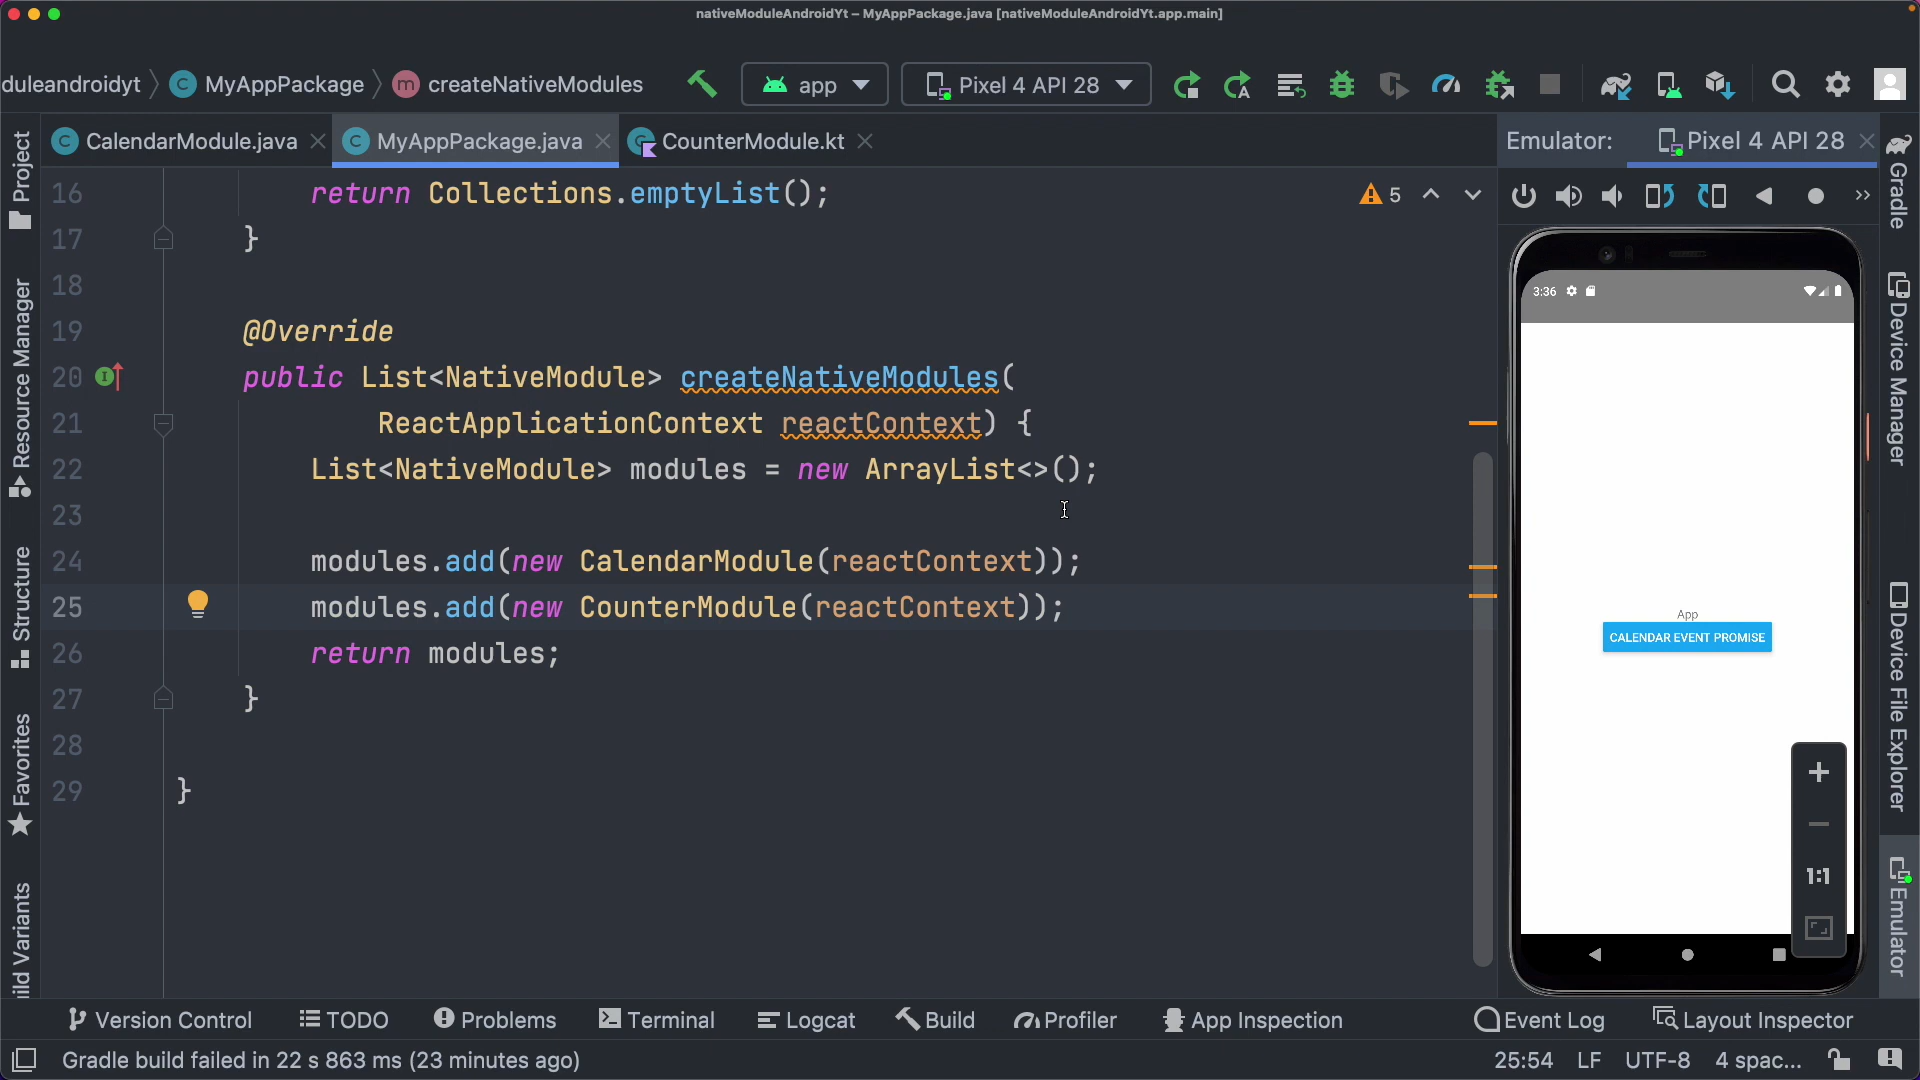 nativeModuleAndroidYt – MyAppPackage.java [nativeModuleAndroidYt.app.main]
duleandroidyt MyAppPackage createNativeModules app Pixel 4 API 28
CalendarModule.java MyAppPackage.java CounterModule.kt Emulator: Pixel 4 API 28
Project
Resource Manager
Structure
Favorites
ild Variants
16 return Collections.emptyList();
5
17 }
18
19 @Override
20 public List<NativeModule> createNativeModules(
21 ReactApplicationContext reactContext) {
22 List<NativeModule> modules = new ArrayList<>();
23
24 modules.add(new CalendarModule(reactContext));
25 modules.add(new CounterModule(reactContext));
26 return modules;
27 }
28
29 }
3:36
App
CALENDAR EVENT PROMISE
1:1
Gradle
Device Manager
Device File Explorer
Emulator
Version Control TODO Problems Terminal Logcat Build Profiler App Inspection Event Log Layout Inspector
Gradle build failed in 22 s 863 ms (23 minutes ago) 25:54 LF UTF-8 4 spac...